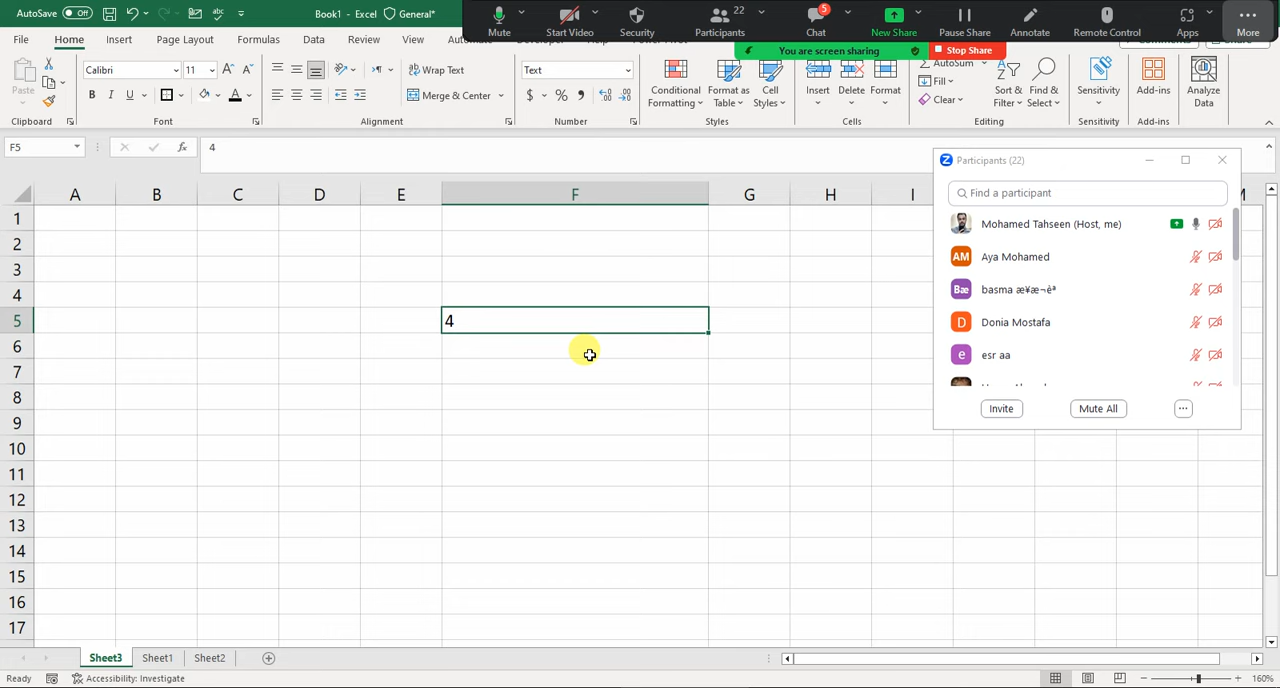 AutoSave Off Book1 - Excel General*
Mute Start Video Security Participants 22 Chat 5 New Share Pause Share Annotate Remote Control Apps More
You are screen sharing Stop Share
File Home Insert Page Layout Formulas Data Review View
Calibri 11 Wrap Text Text AutoSum
Paste Conditional Formatting Format as Table Cell Styles Insert Delete Format Fill Sort & Filter Find & Select Sensitivity Add-ins Analyze Data
B I U Merge & Center $ % Clear
Clipboard Font Alignment Number Styles Cells Editing Sensitivity Add-ins
F5 fx 4
Participants (22)
Find a participant
A B C D E F G H I
Mohamed Tahseen (Host, me)
AM Aya Mohamed
Bæ basma æ¥æ¬èª
D Donia Mostafa
e esr aa
Invite Mute All
1
2
3
4
5 4
6
7
8
9
10
11
12
13
14
15
16
17
Sheet3 Sheet1 Sheet2
Ready Accessibility: Investigate 160%